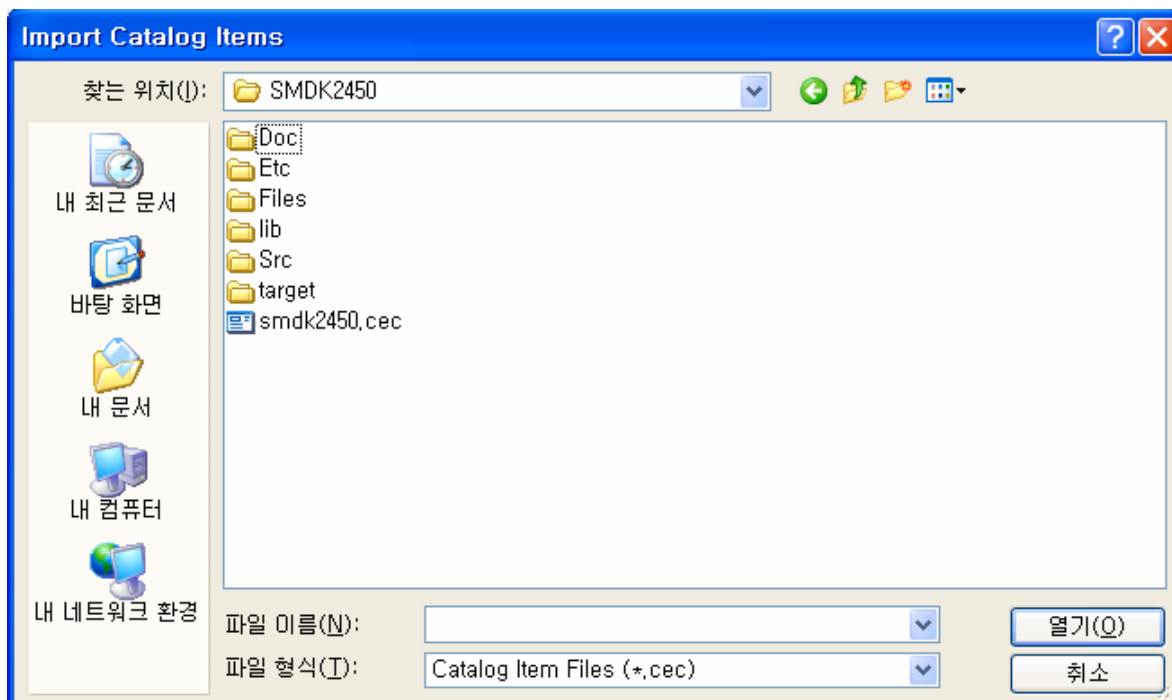 Import Catalog Items
찾는 위치(I):
SMDK2450
내 최근 문서
바탕 화면
내 문서
내 컴퓨터
내 네트워크 환경
Doc
Etc
Files
lib
Src
target
smdk2450.cec
파일 이름(N):
열기(O)
파일 형식(T):
Catalog Item Files (*.cec)
취소